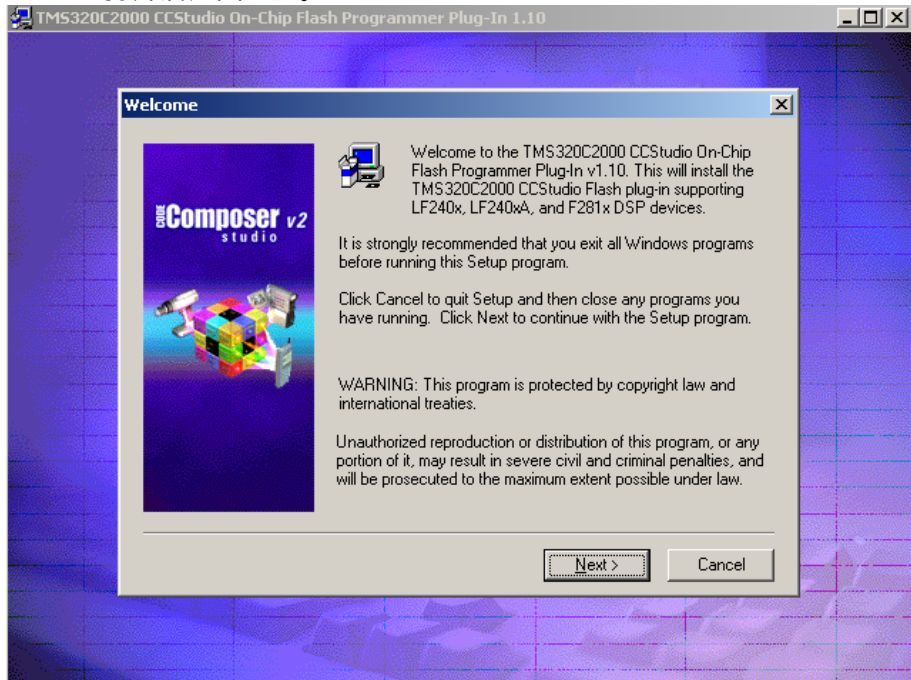 TMS320C2000 CCStudio On-Chip Flash Programmer Plug-In 1.10
Welcome
Welcome to the TMS320C2000 CCStudio On-Chip
Flash Programmer Plug-In v1.10. This will install the
TMS320C2000 CCStudio Flash plug-in supporting
LF240x, LF240xA, and F281x DSP devices.
CODE Composer v2
studio
It is strongly recommended that you exit all Windows programs
before running this Setup program.
Click Cancel to quit Setup and then close any programs you
have running. Click Next to continue with the Setup program.
WARNING: This program is protected by copyright law and
international treaties.
Unauthorized reproduction or distribution of this program, or any
portion of it, may result in severe civil and criminal penalties, and
will be prosecuted to the maximum extent possible under law.
Next >
Cancel